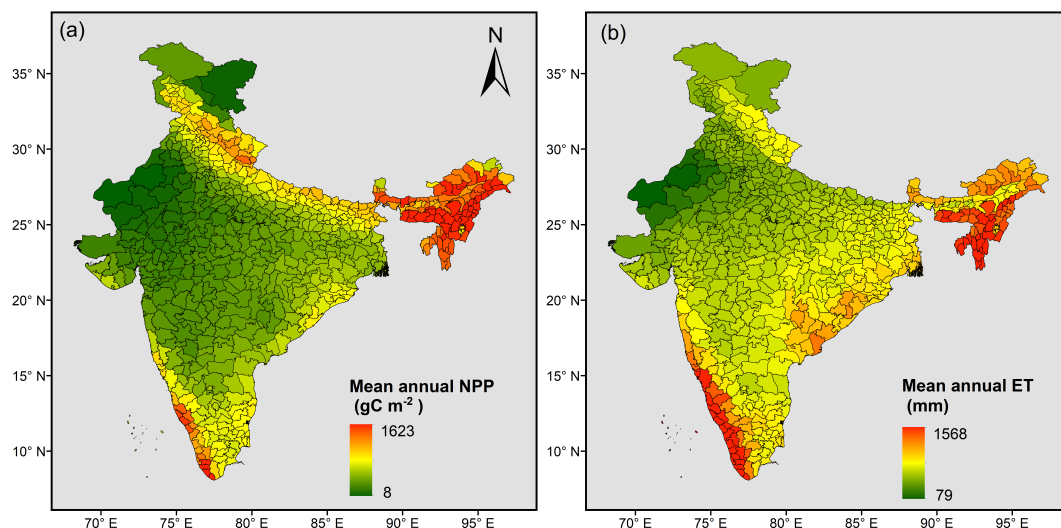 (a)
N
35° N
30° N
25° N
20° N
15° N
10° N
Mean annual NPP
(gC m⁻² )
1623
8
70° E 75° E 80° E 85° E 90° E 95° E
(b)
35° N
30° N
25° N
20° N
15° N
10° N
Mean annual ET
(mm)
1568
79
70° E 75° E 80° E 85° E 90° E 95° E